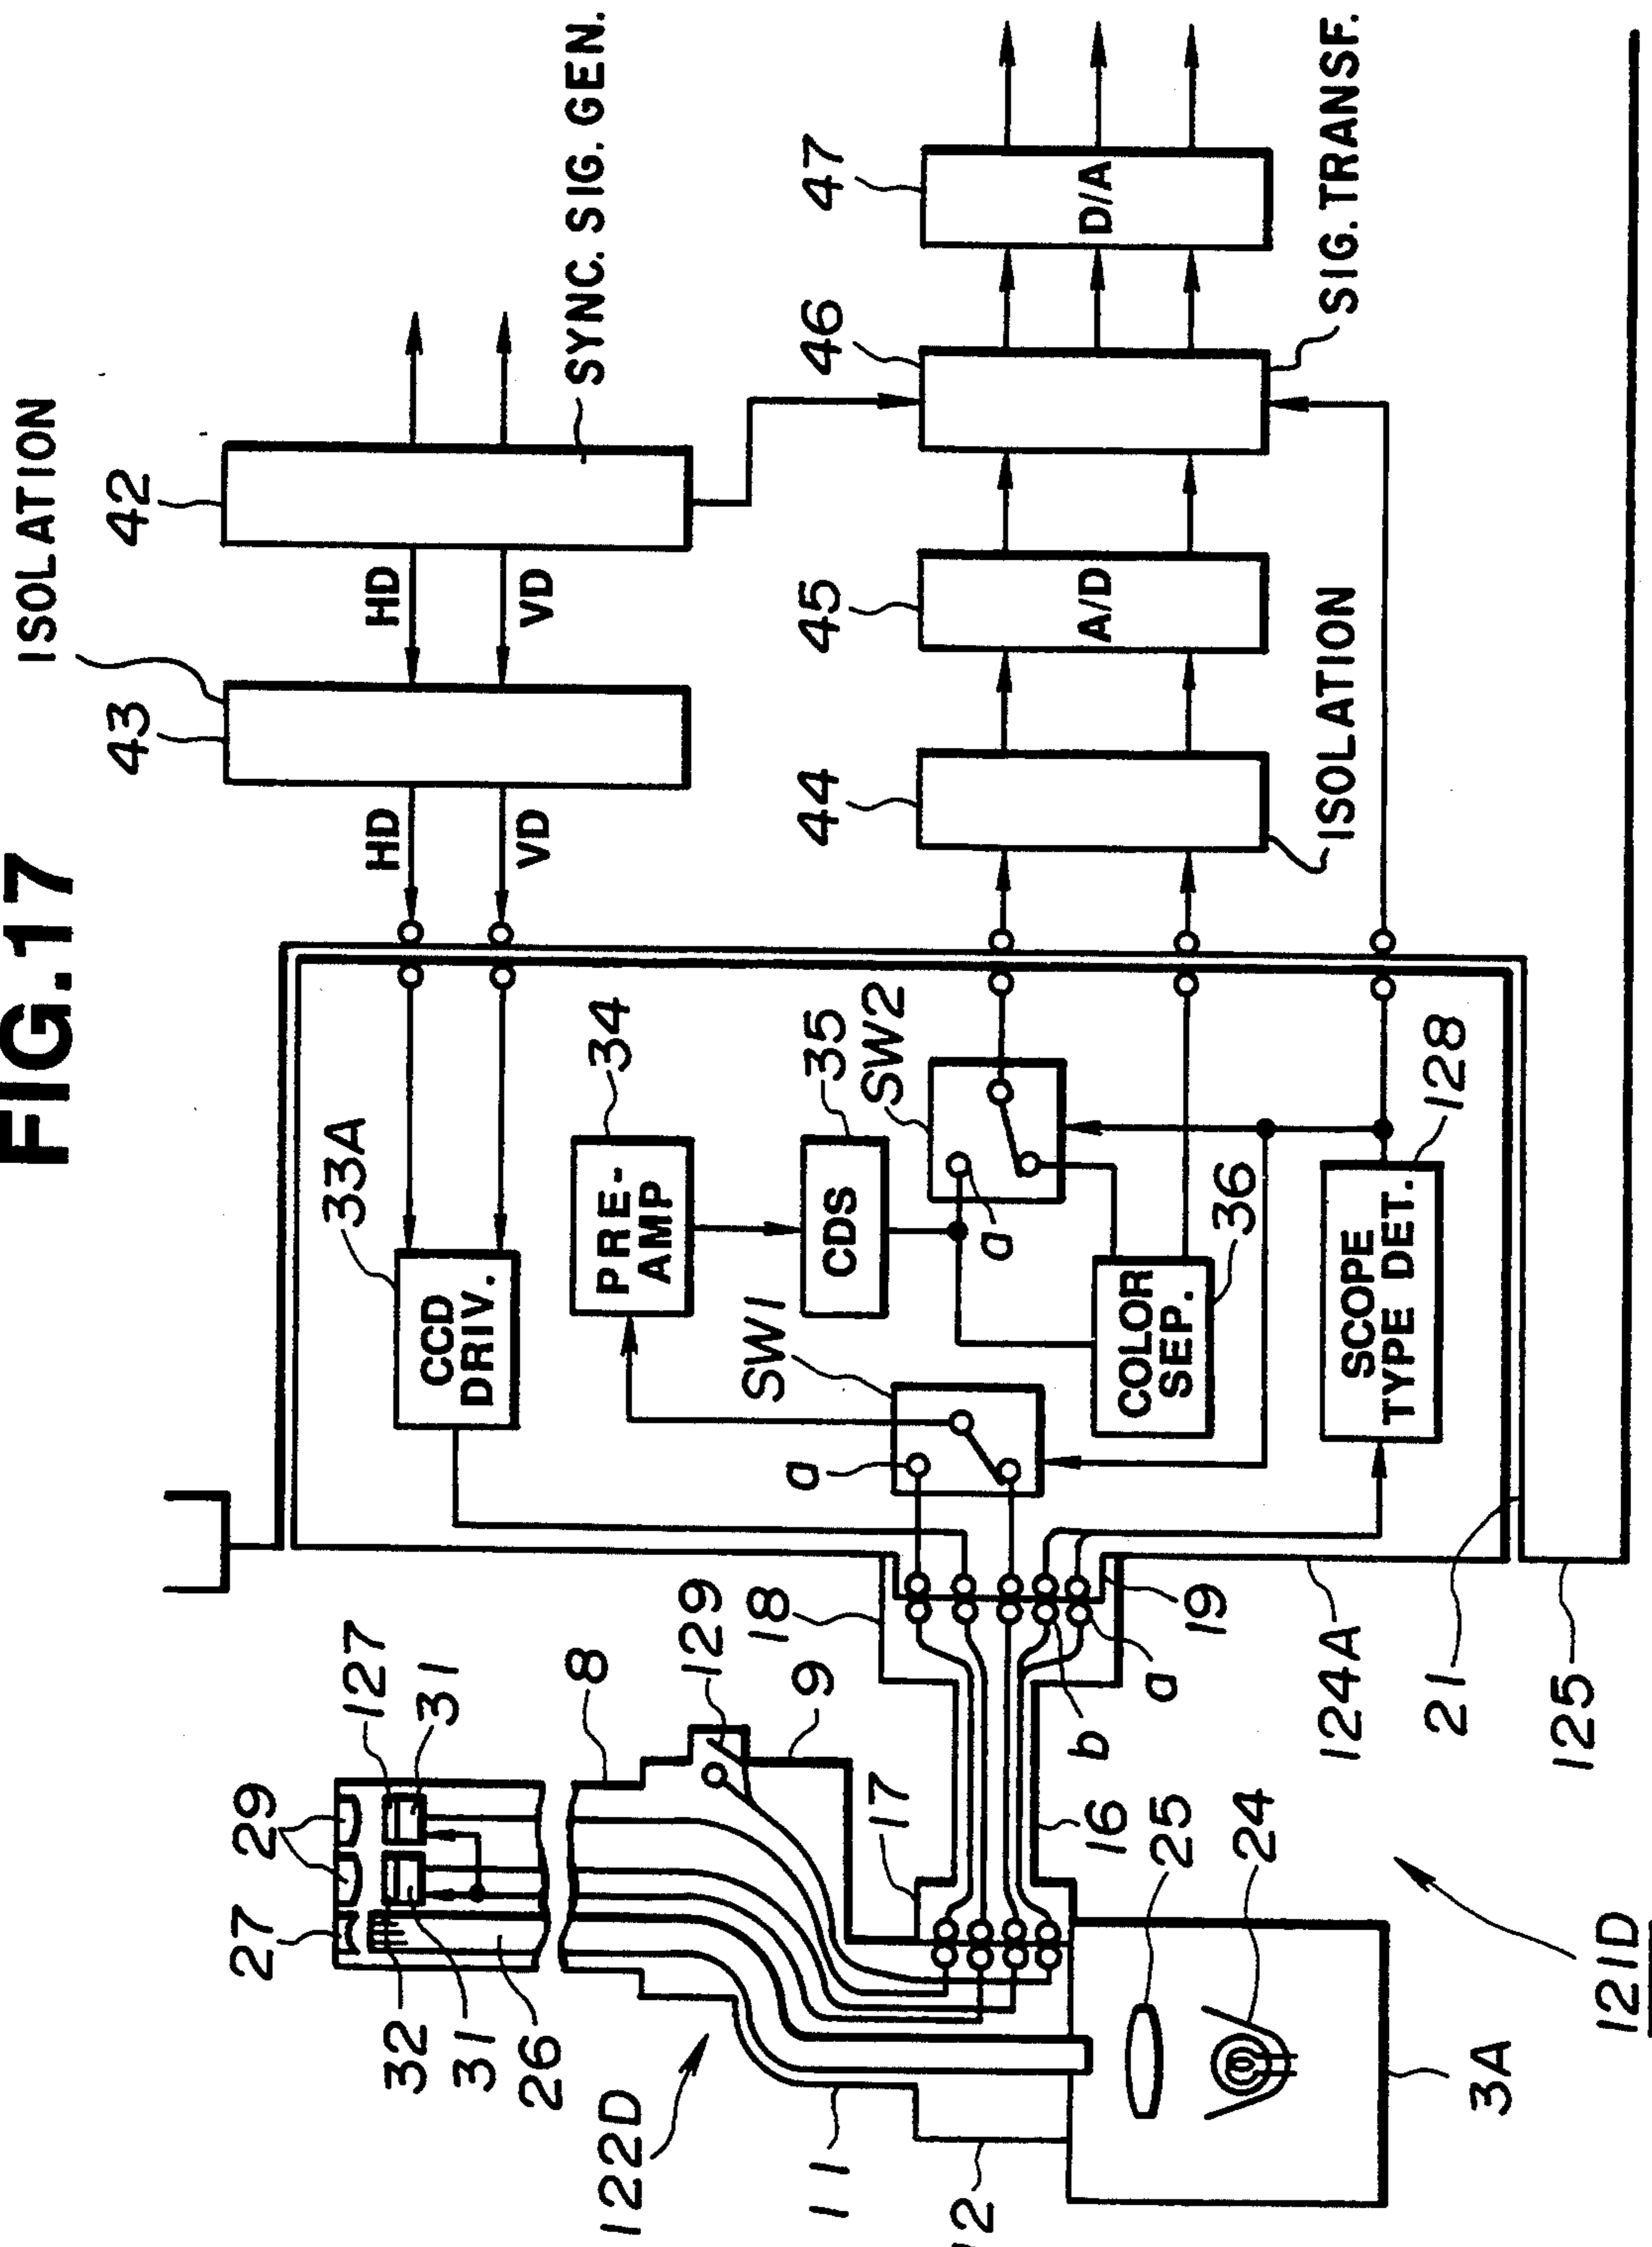 FIG.17
ISOLATION
43
42
SYNC. SIG. GEN.
HD
VD
HD
VD
33A
CCD
DRIV.
34
PRE-
AMP
35
CDS
SW2
a
SW1
a
36
COLOR
SEP.
128
SCOPE
TYPE DET.
44
ISOLATION
45
A/D
46
SIG. TRANSF.
47
D/A
27
29
127
31
32
31
26
8
129
9
18
19
17
16
b
a
124A
21
125
122D
11
12
25
24
3A
121D